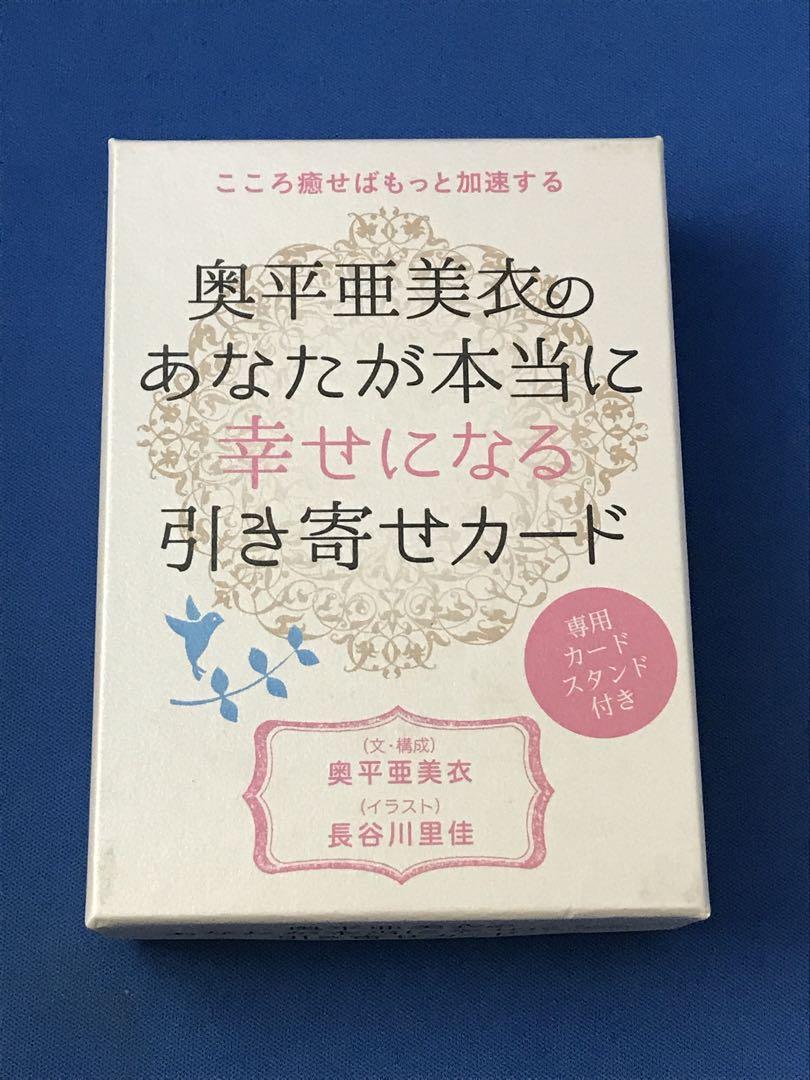 こころ癒せばもっと加速する
奥平亜美衣の
あなたが本当に
幸せになる
引き寄せカード
専用
カード
スタンド
付き
(文・構成)
奥平亜美衣
(イラスト)
長谷川里佳